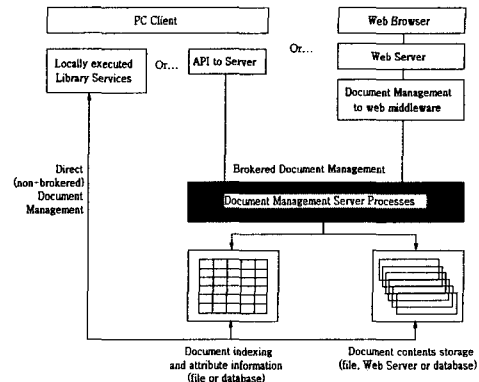 PC Client
Web Browser
Or...
Or...
Locally executed
Library Services
API to Server
Web Server
Document Management
to web middleware
Direct
(non-brokered)
Document
Management
Brokered Document Management
Document Management Server Processes
Document indexing
and attribute information
(file or database)
Document contents storage
(file, Web Server or database)